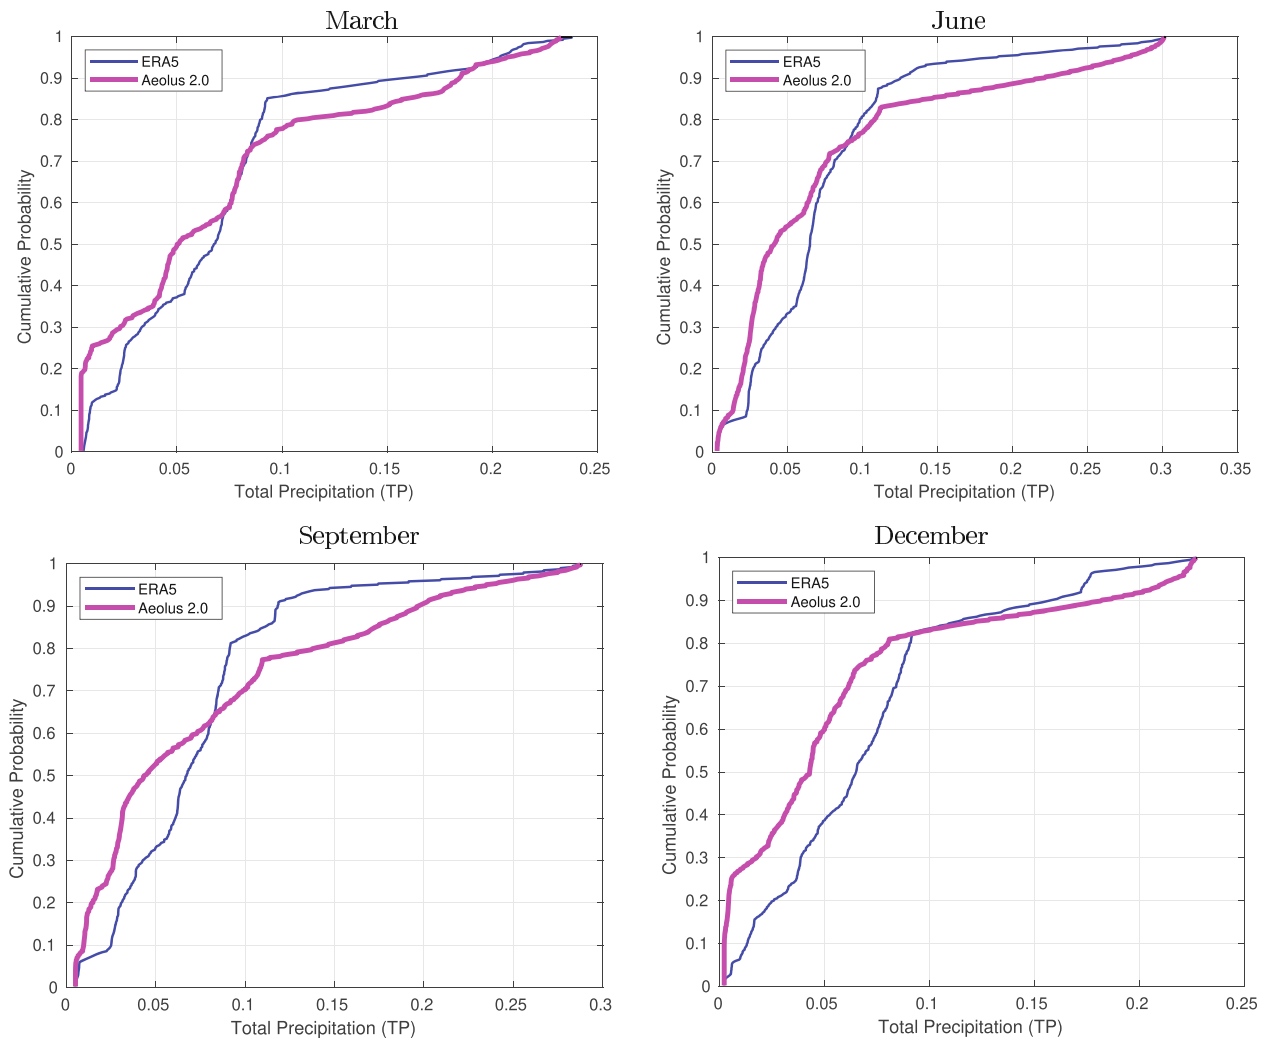 March
1
0.9
0.8
0.7
0.6
0.5
0.4
0.3
0.2
0.1
0
Cumulative Probability
ERA5
Aeolus 2.0
0 0.05 0.1 0.15 0.2 0.25
Total Precipitation (TP)
June
1
0.9
0.8
0.7
0.6
0.5
0.4
0.3
0.2
0.1
0
Cumulative Probability
ERA5
Aeolus 2.0
0 0.05 0.1 0.15 0.2 0.25 0.3 0.35
Total Precipitation (TP)
September
1
0.9
0.8
0.7
0.6
0.5
0.4
0.3
0.2
0.1
0
Cumulative Probability
ERA5
Aeolus 2.0
0 0.05 0.1 0.15 0.2 0.25 0.3
Total Precipitation (TP)
December
1
0.9
0.8
0.7
0.6
0.5
0.4
0.3
0.2
0.1
0
Cumulative Probability
ERA5
Aeolus 2.0
0 0.05 0.1 0.15 0.2 0.25
Total Precipitation (TP)